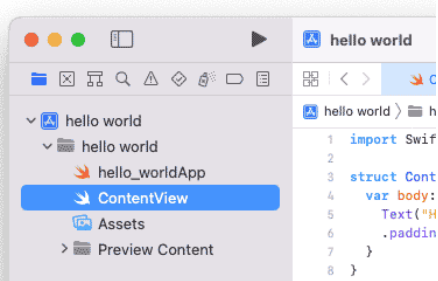 hello world
hello world
hello world
hello_worldApp
ContentView
Assets
Preview Content
hello world
1 import Swif
2
3 struct Cont
4 var body:
5 Text("H
6 .paddin
7 }
8 }